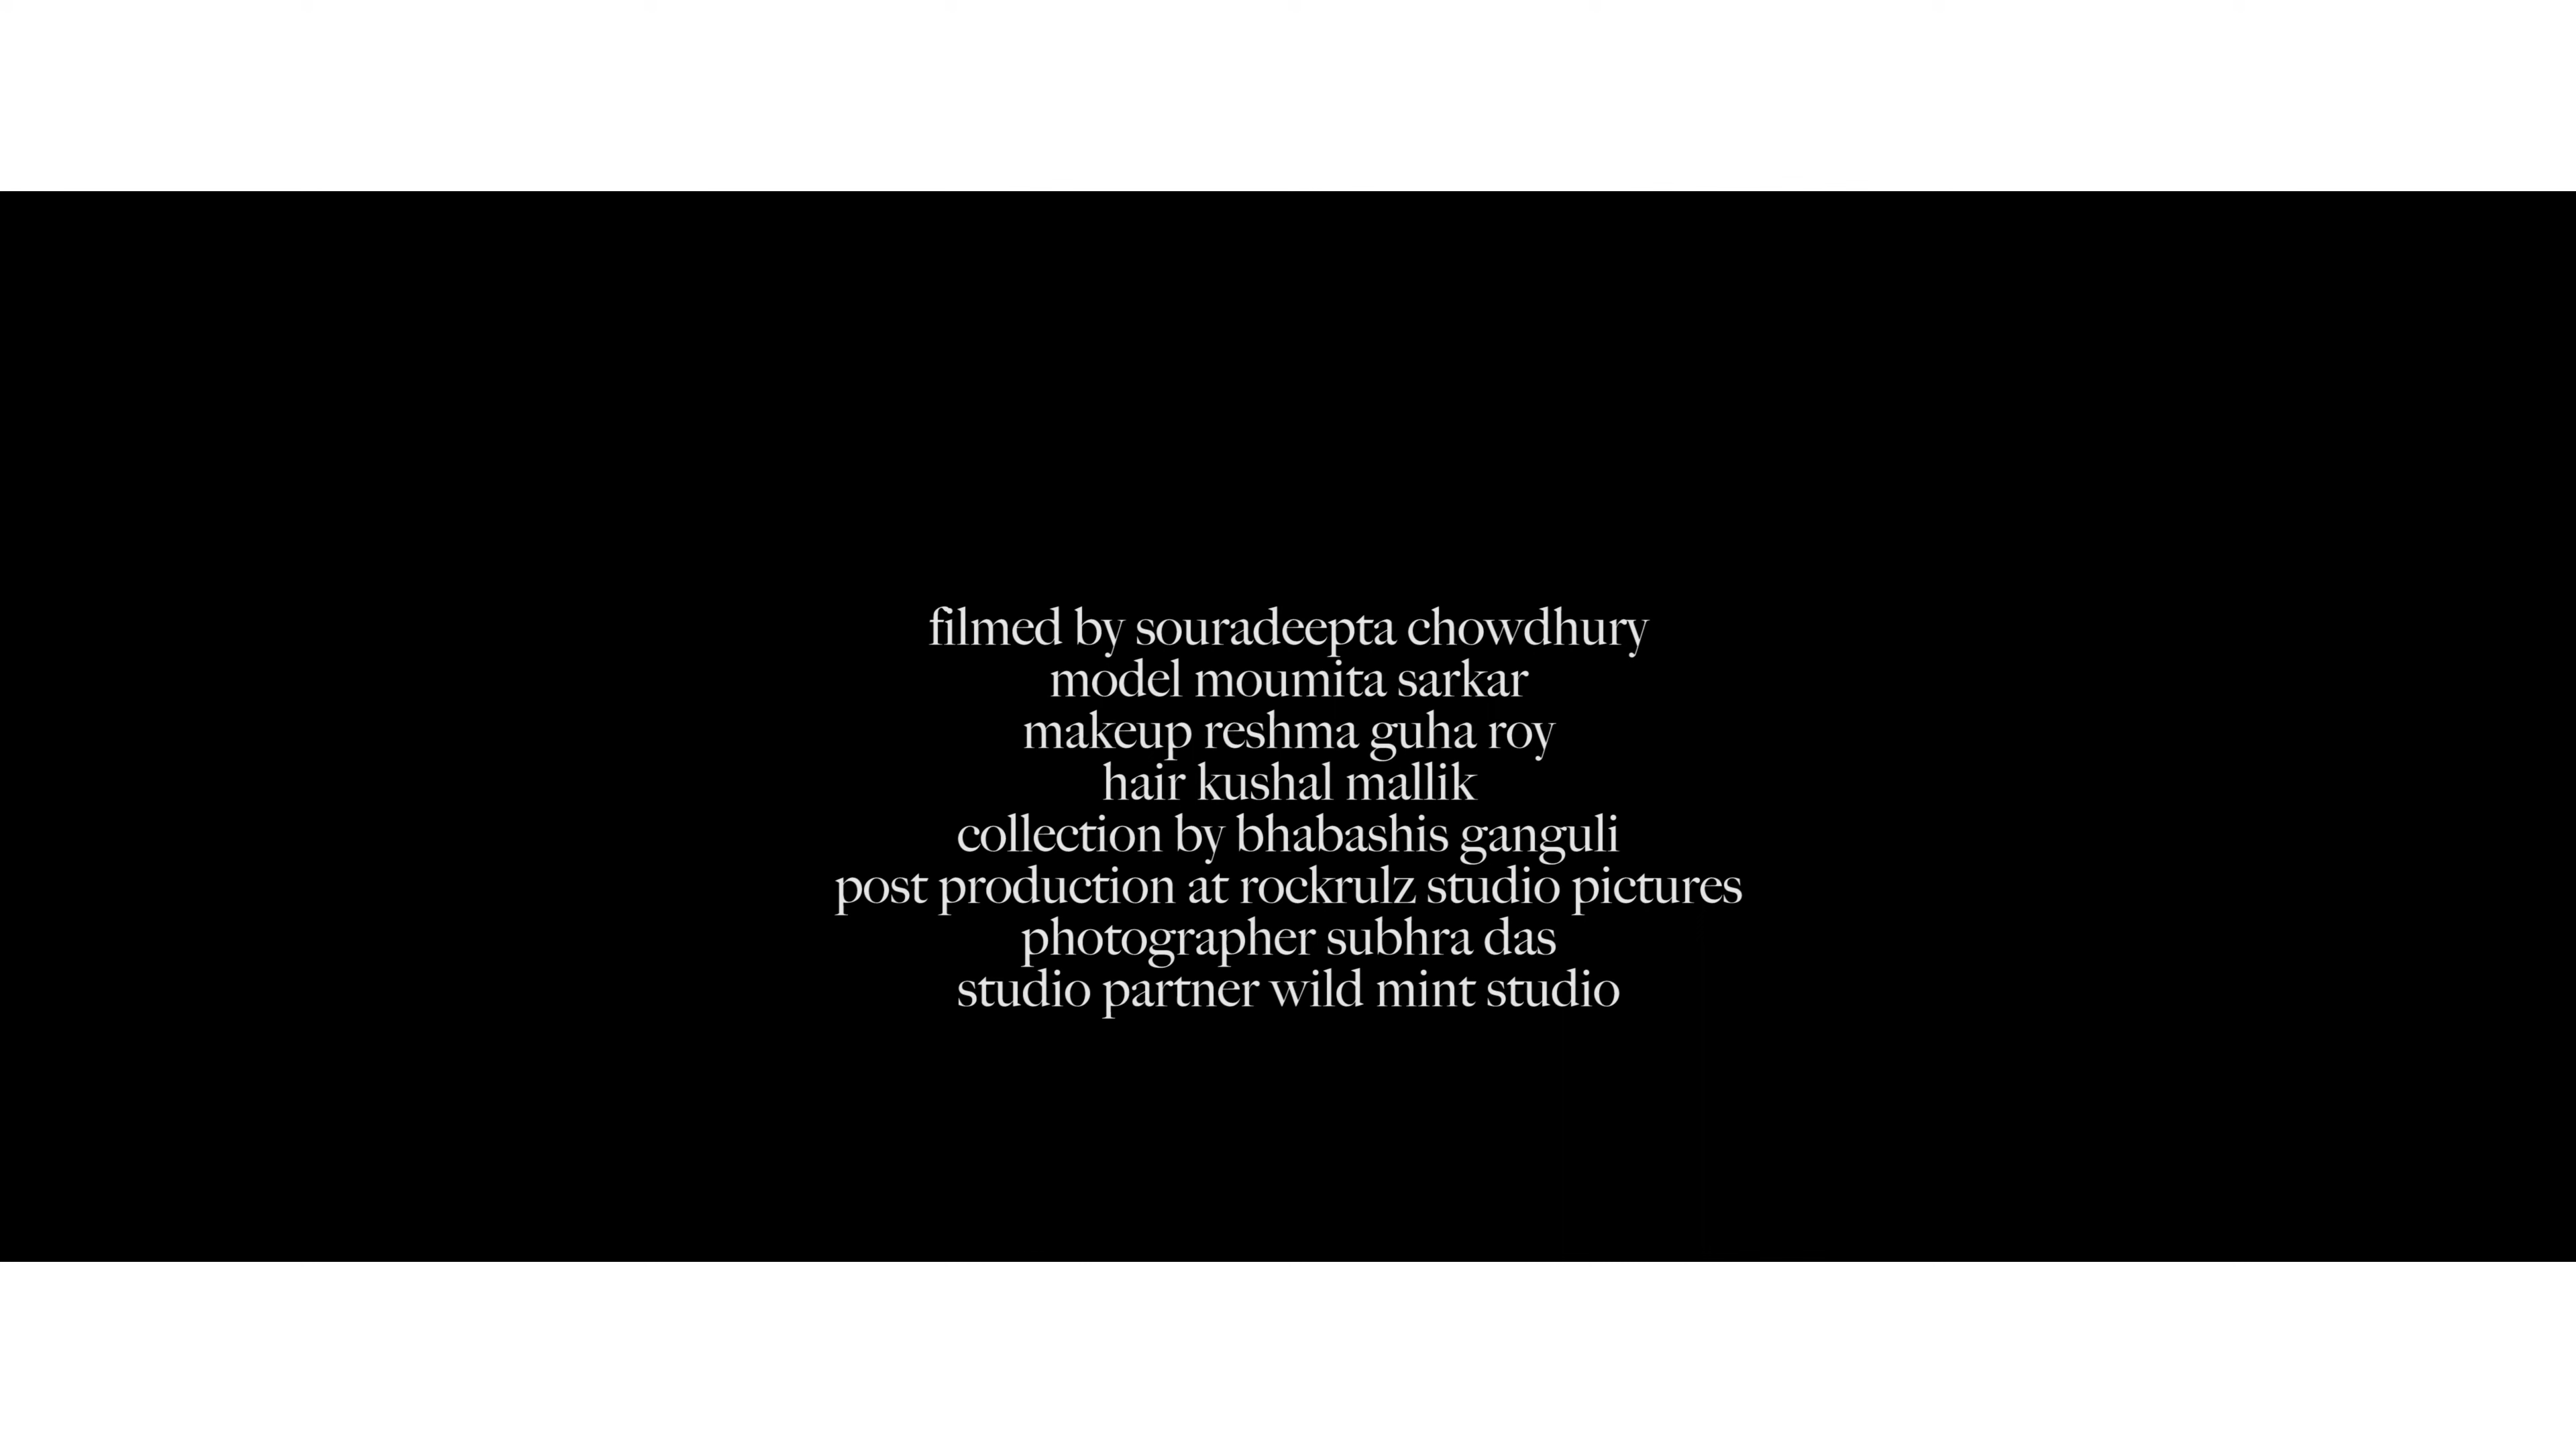 filmed by souradeepta chowdhury
model moumita sarkar
makeup reshma guha roy
hair kushal mallik
collection by bhabashis ganguli
post production at rockrulz studio pictures
photographer subhra das
studio partner wild mint studio